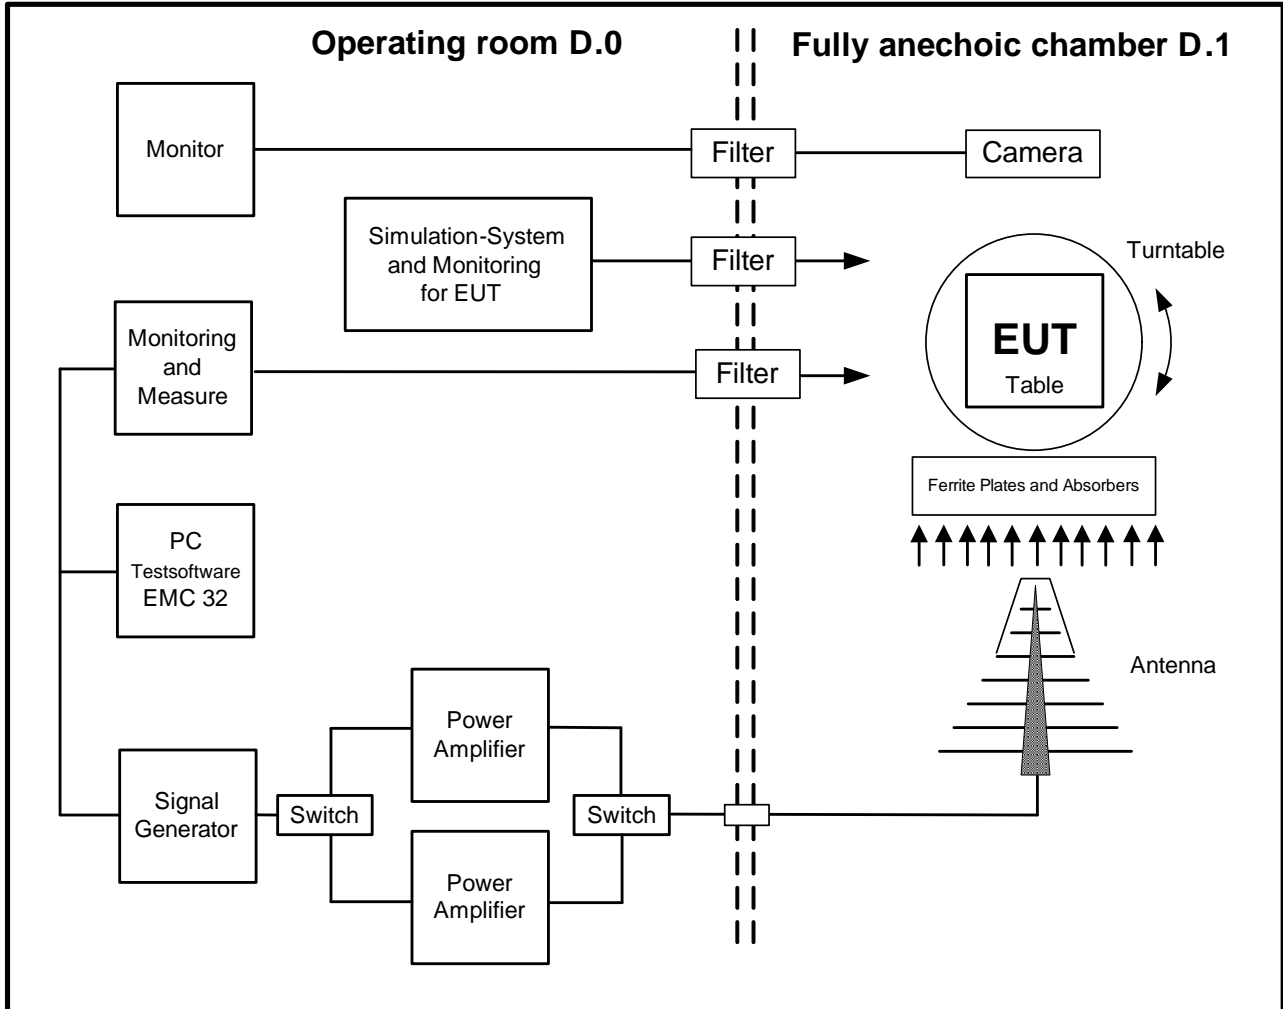 Operating room D.0
Fully anechoic chamber D.1
Monitor
Filter
Camera
Simulation-System
and Monitoring
for EUT
Filter
Turntable
Monitoring
and
Measure
Filter
EUT
Table
Ferrite Plates and Absorbers
PC
Testsoftware
EMC 32
Antenna
Power
Amplifier
Signal
Generator
Switch
Switch
Power
Amplifier